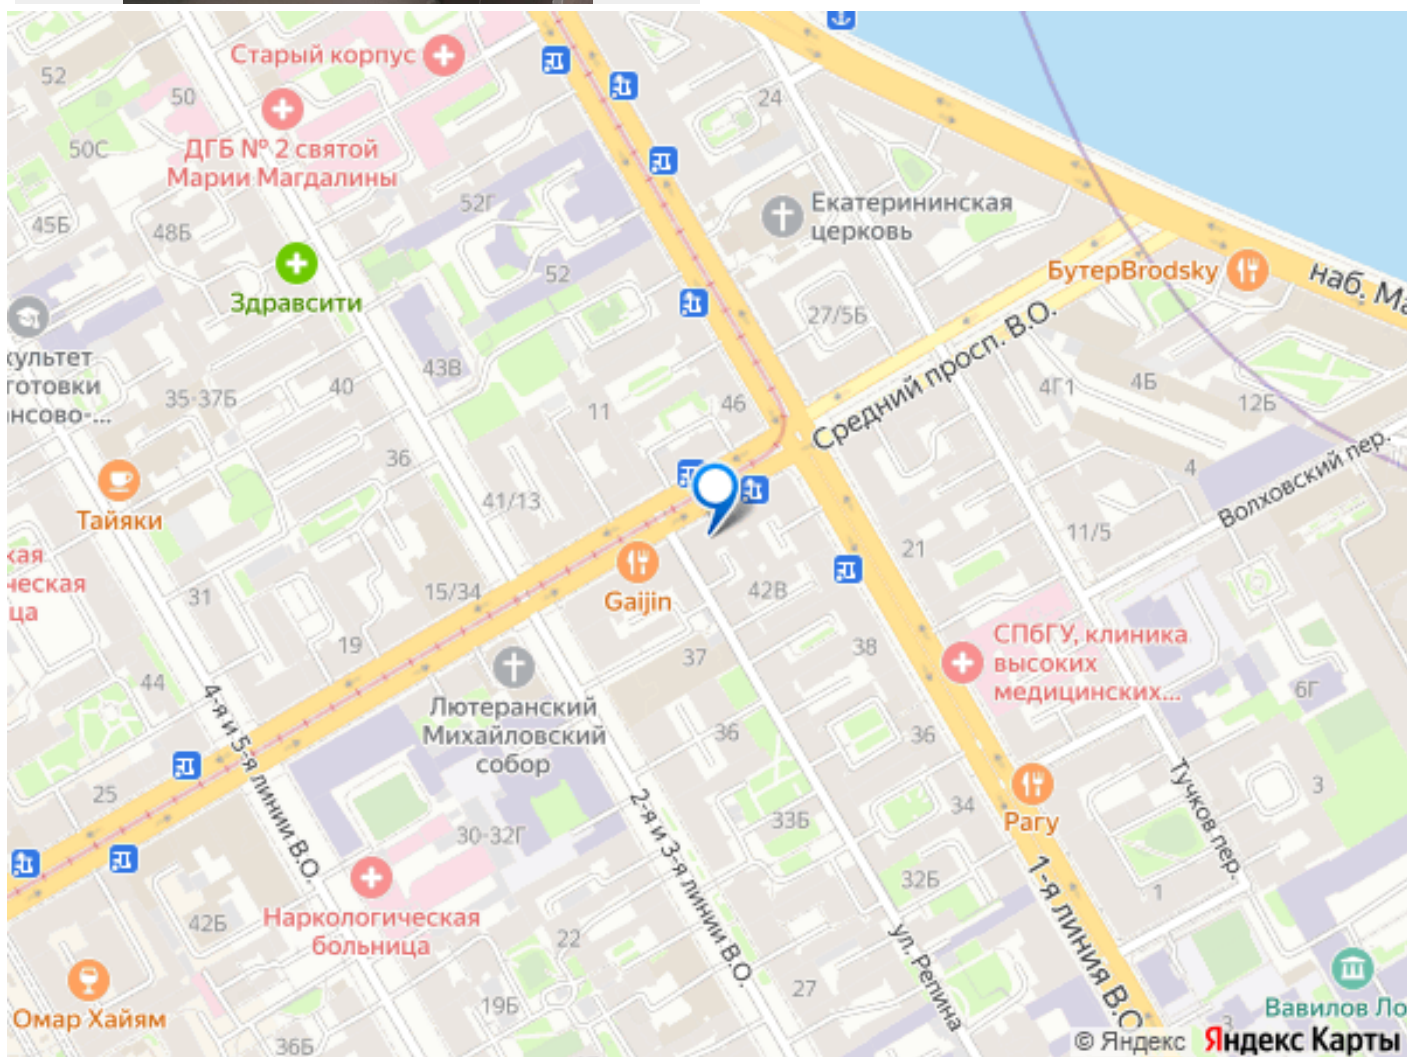 Старый корпус
52
50
24
50С
ДГБ № 2 святой
Марии Магдалины
52Г
Екатерининская
церковь
45Б
48Б
52
БутерBrodsky
наб. Ма
Здравсити
27/5Б
Средний просп. В.О.
культет
готовки
нсово-...
43В
40
35-37Б
11
46
4Г1
4Б
12Б
36
4
Волховский пер.
41/13
Тайяки
11/5
21
кая
ческая
ца
31
15/34
Gaijin
42В
19
37
38
СПбГУ, клиника
высоких
медицинских...
6Г
44
4-я и 5-я линии В.О.
Лютеранский
Михайловский
собор
36
36
25
2-я и 3-я линии В.О.
33Б
34
Рагу
Тучков пер.
3
30-32Г
32Б
1-я линия В.О
1
42Б
Наркологическая
больница
22
ул. Репина
27
19Б
Омар Хайям
36Б
Вавилов Ло
3
© Яндекс Яндекс Карты